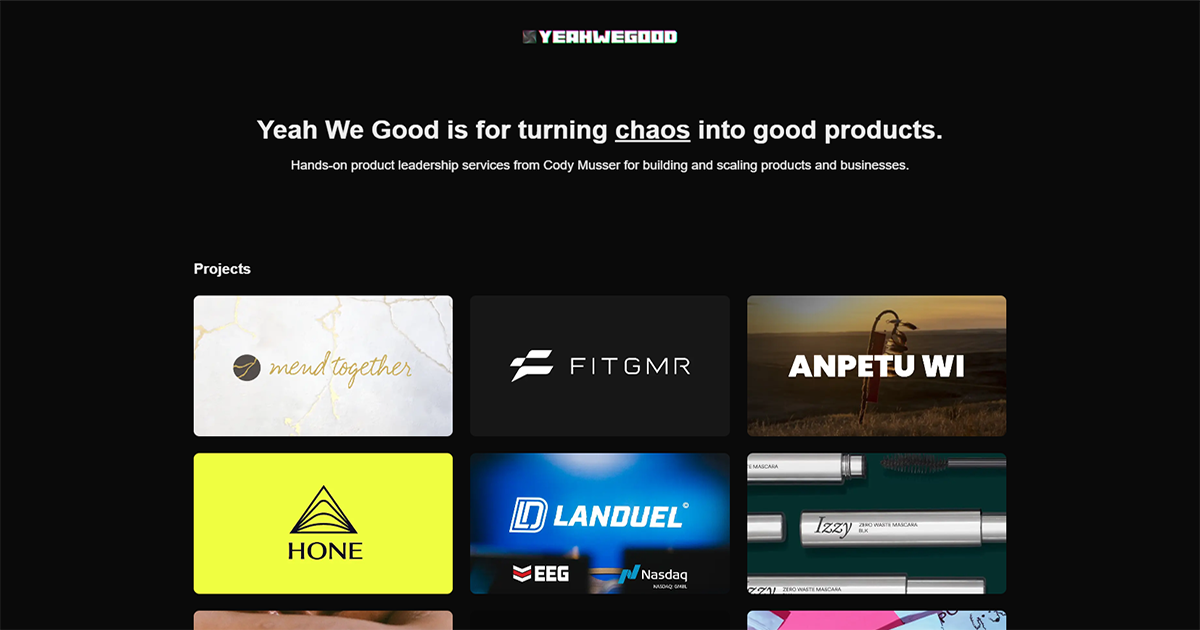 YEAHWEGOOD
Yeah We Good is for turning chaos into good products.
Hands-on product leadership services from Cody Musser for building and scaling products and businesses.
Projects
mend together
FITGMR
ANPETU WI
HONE
LD LANDUEL©
EEG
Nasdaq
NASDAQ: GMBL
E MASCARA
Izzy ZERO WASTE MASCARA
BLK
ZERO WASTE MASCARA